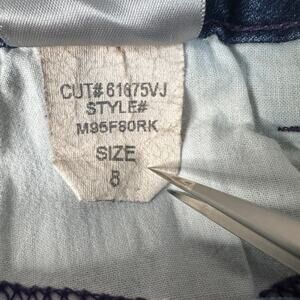 CUT# 61675VJ
STYLE#
M95F80RK
SIZE
8